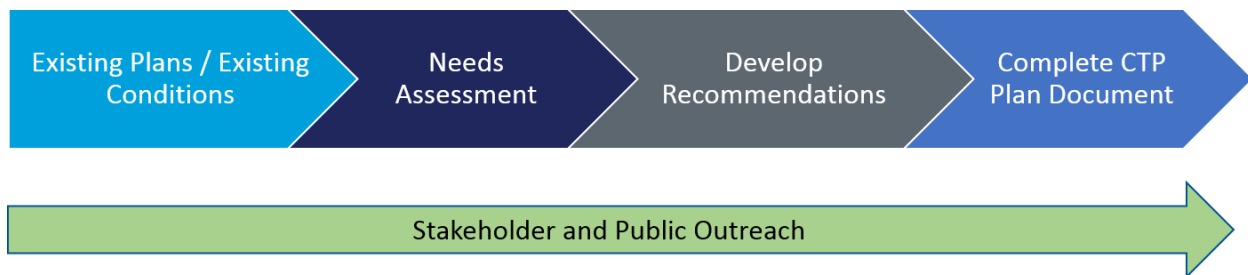 Existing Plans / Existing
Conditions
Needs
Assessment
Develop
Recommendations
Complete CTP
Plan Document
Stakeholder and Public Outreach